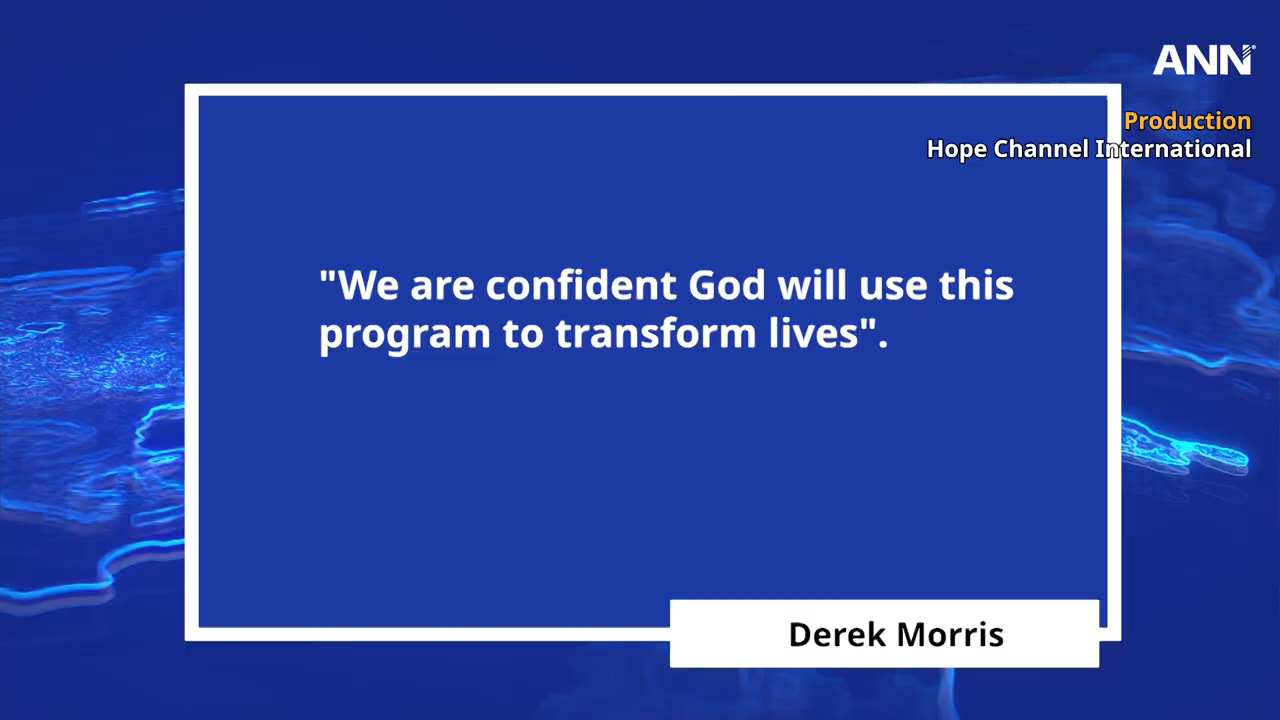 ANN
Production
Hope Channel International
"We are confident God will use this
program to transform lives".
Derek Morris